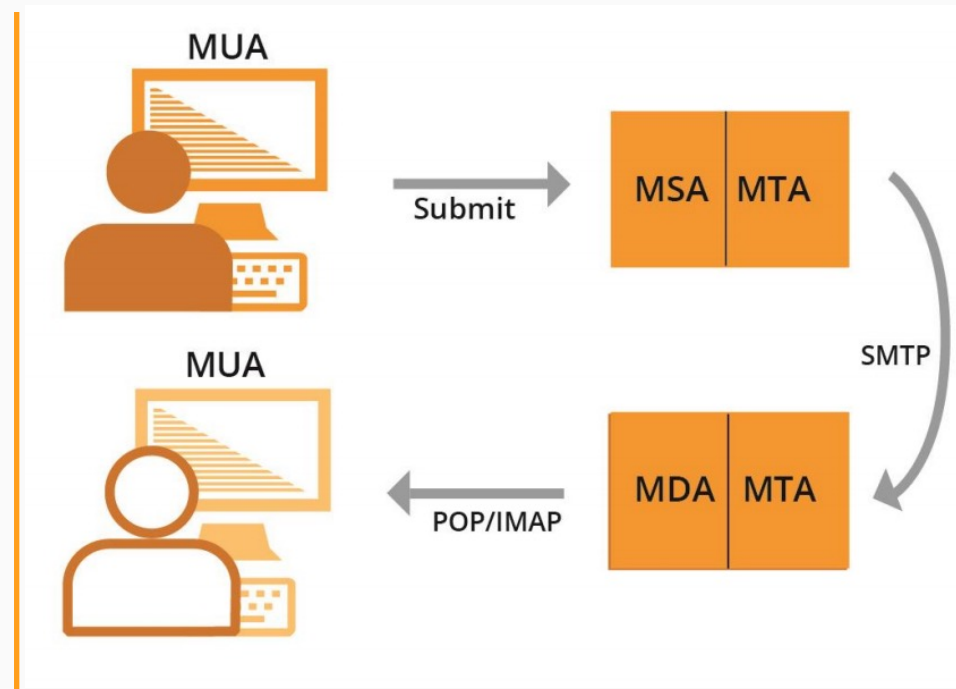 MUA
Submit
MSA MTA
SMTP
MUA
POP/IMAP
MDA MTA